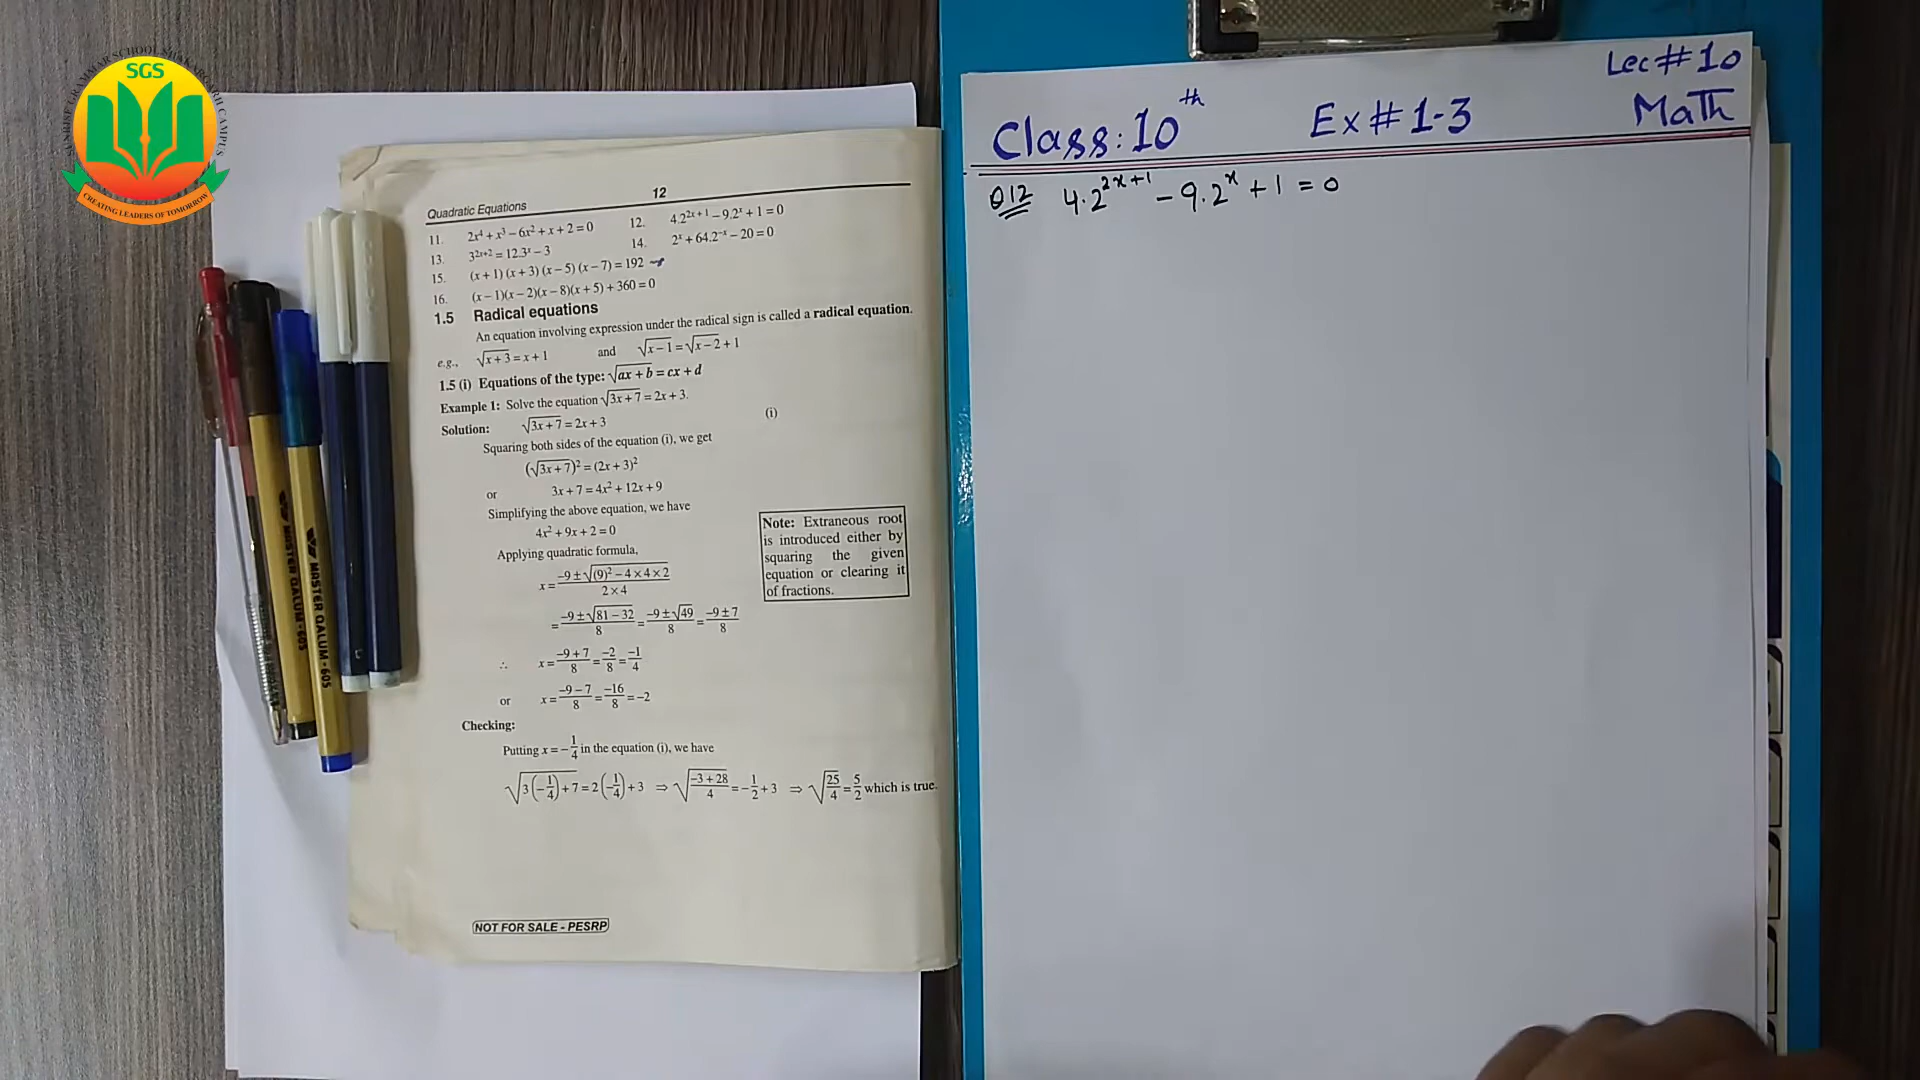 SUNRISE GRAMMAR SCHOOL SHAKARGARH CAMPUS
SGS
CREATING LEADERS OF TOMORROW
Quadratic Equations 12
11. 2x⁴ + x³ – 6x² + x + 2 = 0 12. 4.2²ˣ⁺¹ – 9.2ˣ + 1 = 0
13. 3²ˣ⁺² = 12.3ˣ – 3 14. 2ˣ + 64.2⁻ˣ – 20 = 0
15. (x + 1) (x + 3) (x – 5) (x – 7) = 192
16. (x – 1)(x – 2)(x – 8)(x + 5) + 360 = 0
1.5 Radical equations
An equation involving expression under the radical sign is called a radical equation.
e.g., √(x + 3) = x + 1 and √(x – 1) = √(x – 2) + 1
1.5 (i) Equations of the type: √(ax + b) = cx + d
Example 1: Solve the equation √(3x + 7) = 2x + 3.
Solution: √(3x + 7) = 2x + 3 (i)
Squaring both sides of the equation (i), we get
(√(3x + 7))² = (2x + 3)²
or 3x + 7 = 4x² + 12x + 9
Simplifying the above equation, we have
4x² + 9x + 2 = 0
Applying quadratic formula,
x = (–9 ± √((9)² – 4 × 4 × 2))/(2 × 4)
= (–9 ± √(81 – 32))/8 = (–9 ± √49)/8 = (–9 ± 7)/8
∴ x = (–9 + 7)/8 = –2/8 = –1/4
or x = (–9 – 7)/8 = –16/8 = –2
Note: Extraneous root
is introduced either by
squaring the given
equation or clearing it
of fractions.
Checking:
Putting x = –1/4 in the equation (i), we have
√(3(–1/4) + 7) = 2(–1/4) + 3 ⇒ √((–3 + 28)/4) = –1/2 + 3 ⇒ √(25/4) = 5/2 which is true.
NOT FOR SALE - PESRP
MASTER QALUM - 605
MASTER QALUM - 605
Lec # 10
Class: 10th Ex # 1-3 Math
Q12 4.2²ˣ⁺¹ – 9.2ˣ + 1 = 0